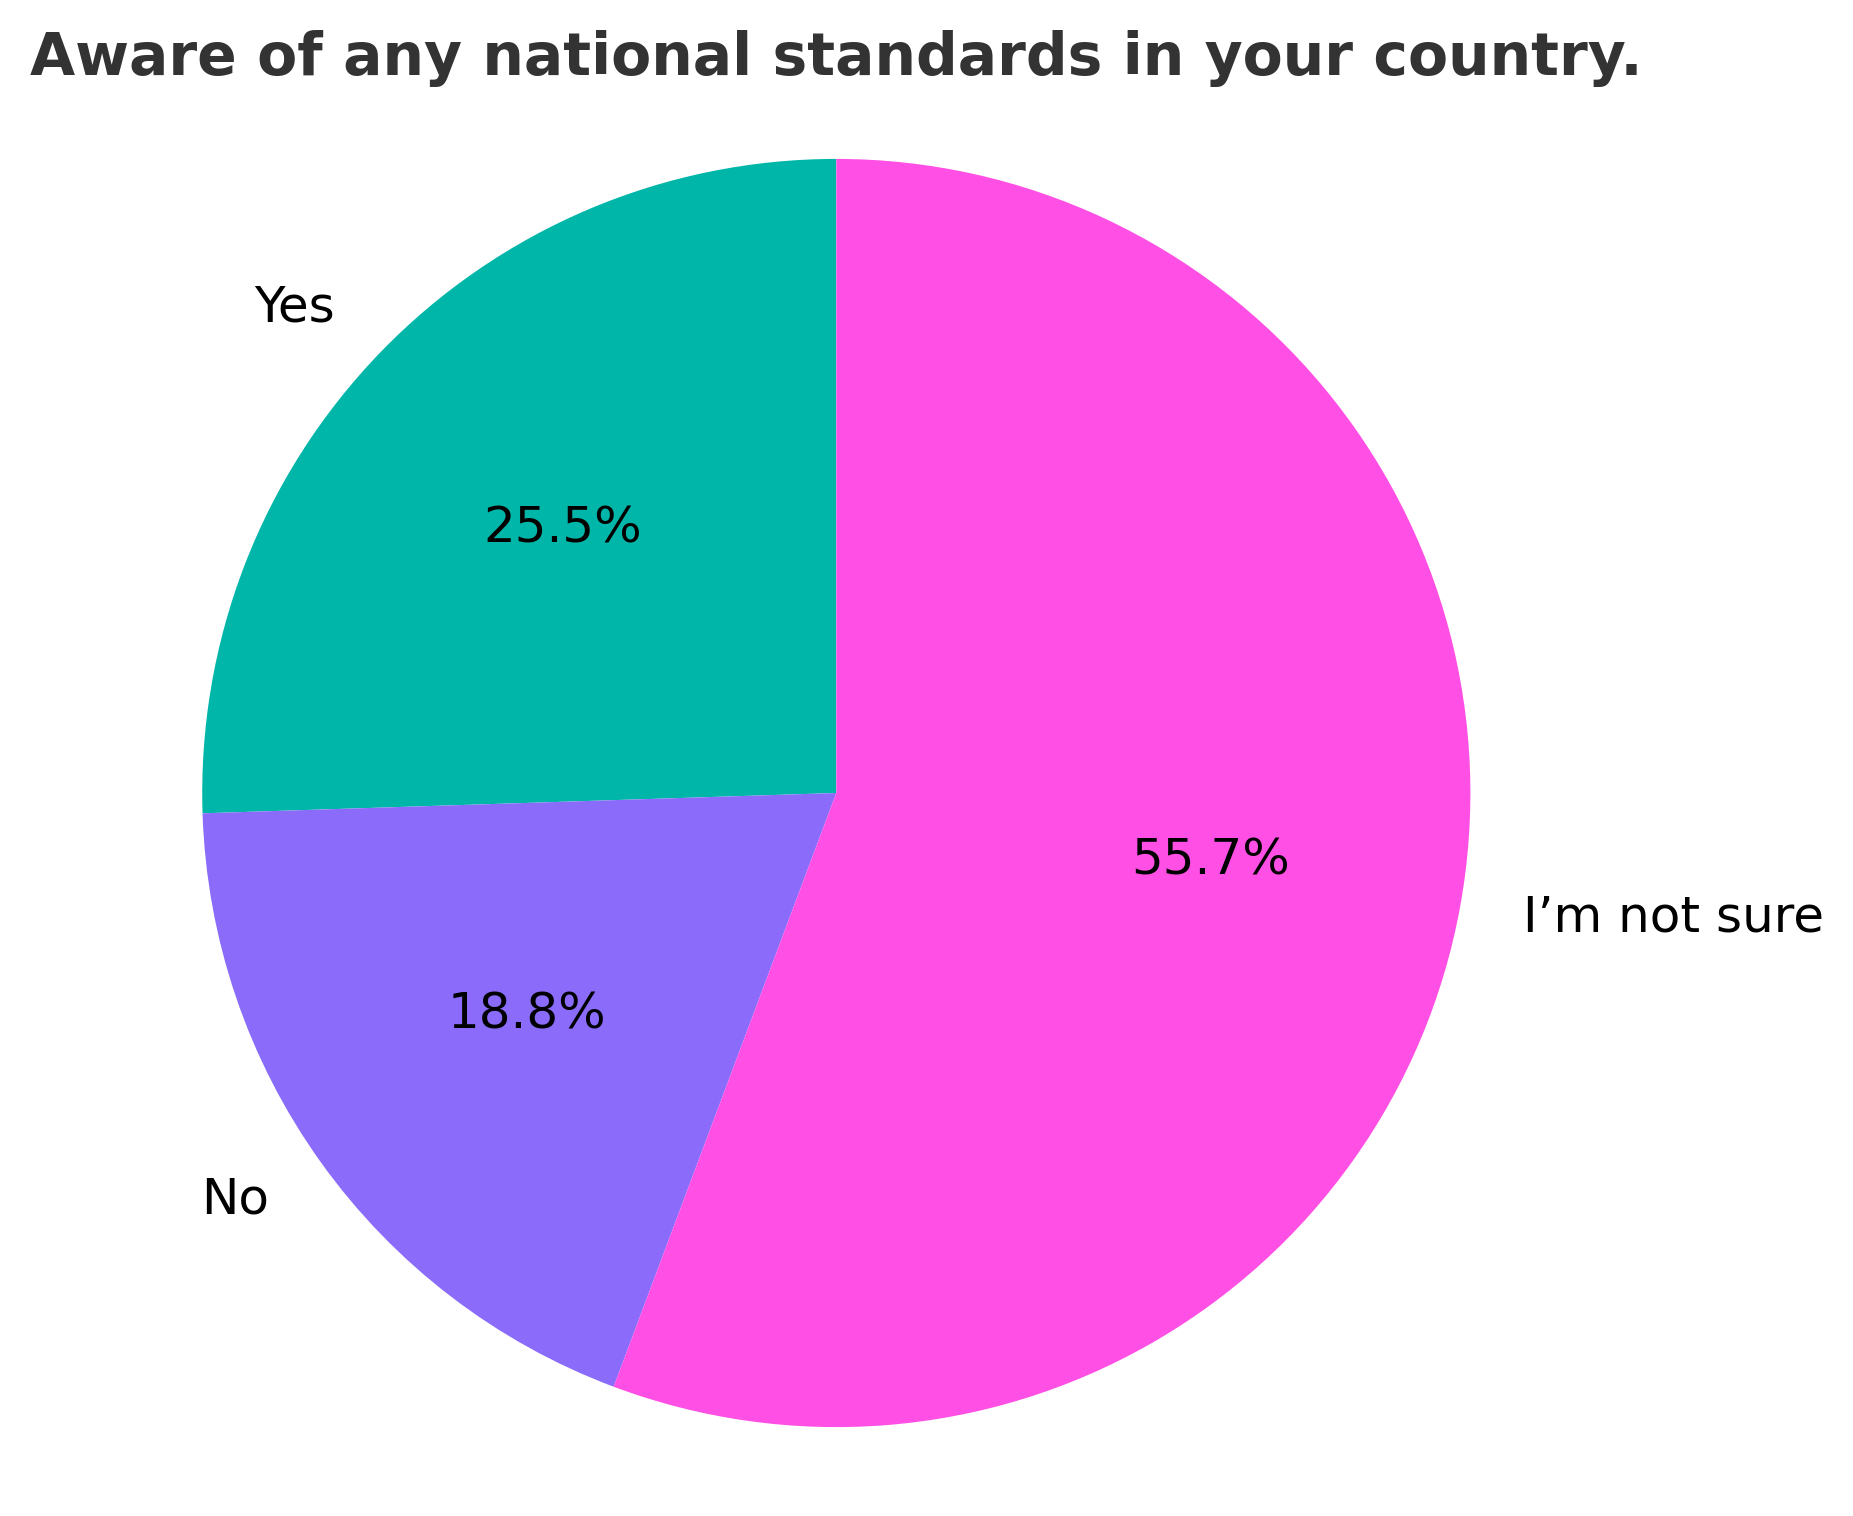 Aware of any national standards in your country.
Yes
25.5%
55.7%
I’m not sure
18.8%
No